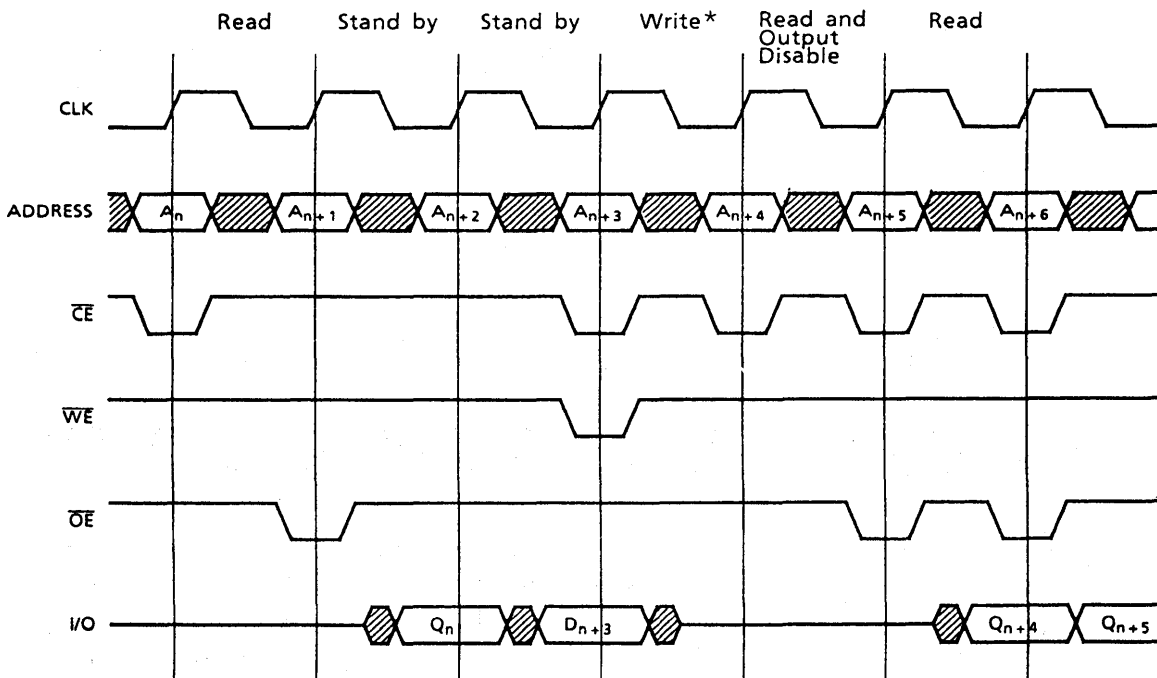 Read Stand by Stand by Write* Read and Output Disable Read
CLK
ADDRESS An An+1 An+2 An+3 An+4 An+5 An+6
CE
WE
OE
I/O Qn Dn+3 Qn+4 Qn+5